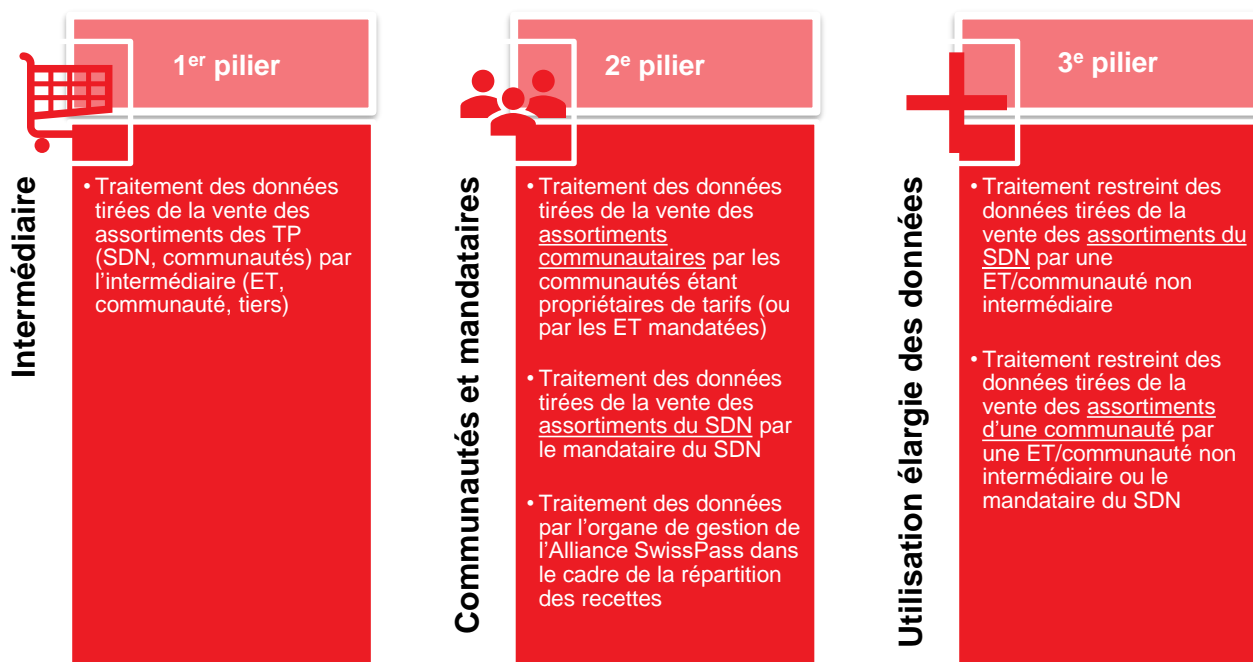 1er pilier
Intermédiaire
• Traitement des données
tirées de la vente des
assortiments des TP
(SDN, communautés) par
l’intermédiaire (ET,
communauté, tiers)
2e pilier
Communautés et mandataires
• Traitement des données
tirées de la vente des
assortiments
communautaires par les
communautés étant
propriétaires de tarifs (ou
par les ET mandatées)
• Traitement des données
tirées de la vente des
assortiments du SDN par
le mandataire du SDN
• Traitement des données
par l’organe de gestion de
l’Alliance SwissPass dans
le cadre de la répartition
des recettes
3e pilier
Utilisation élargie des données
• Traitement restreint des
données tirées de la
vente des assortiments du
SDN par une
ET/communauté non
intermédiaire
• Traitement restreint des
données tirées de la
vente des assortiments
d’une communauté par
une ET/communauté non
intermédiaire ou le
mandataire du SDN